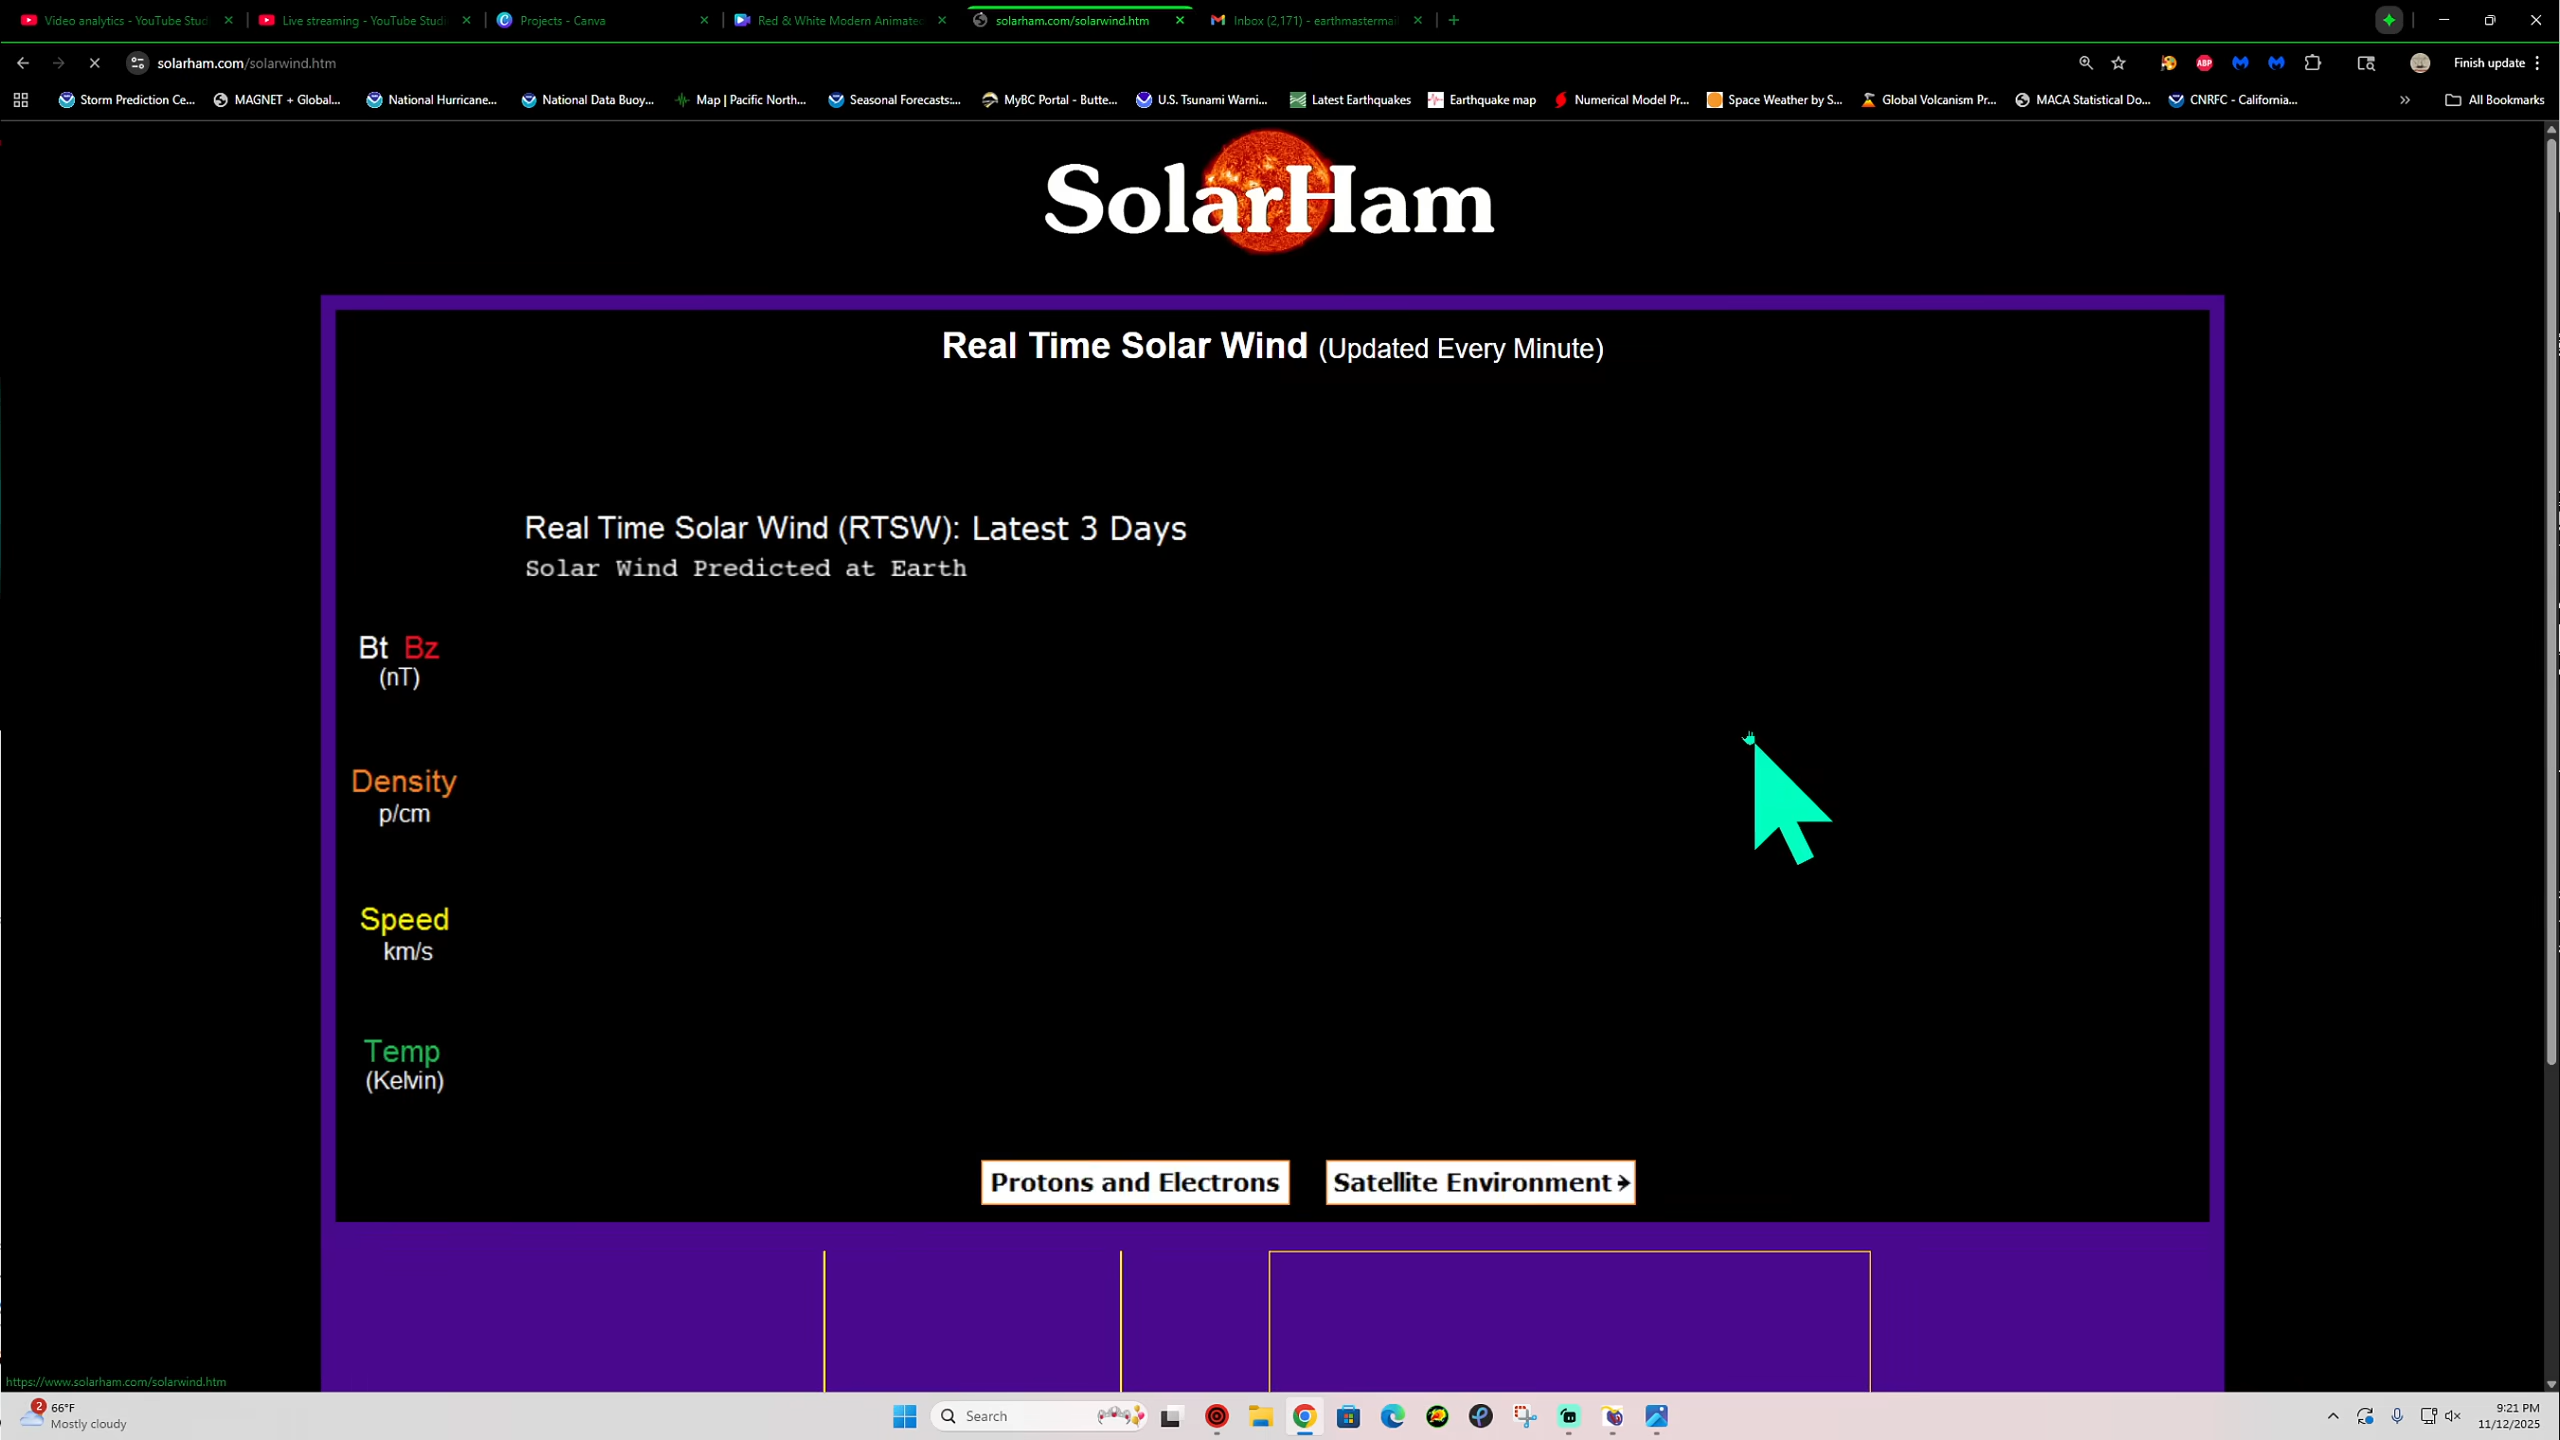 Video analytics - YouTube Stud
Live streaming - YouTube Studi
Projects - Canva
Red & White Modern Animate
solarham.com/solarwind.htm
Inbox (2,171) - earthmastermai
solarham.com/solarwind.htm
ABP
Finish update
Storm Prediction Ce...
MAGNET + Global...
National Hurricane...
National Data Buoy...
Map | Pacific North...
Seasonal Forecasts:...
MyBC Portal - Butte...
U.S. Tsunami Warni...
Latest Earthquakes
Earthquake map
Numerical Model Pr...
Space Weather by S...
Global Volcanism Pr...
MACA Statistical Do...
CNRFC - California...
All Bookmarks
SolarHam
Real Time Solar Wind (Updated Every Minute)
Real Time Solar Wind (RTSW): Latest 3 Days
Solar Wind Predicted at Earth
Bt Bz
(nT)
Density
p/cm
Speed
km/s
Temp
(Kelvin)
Protons and Electrons
Satellite Environment
https://www.solarham.com/solarwind.htm
2
66°F
Mostly cloudy
Search
9:21 PM
11/12/2025